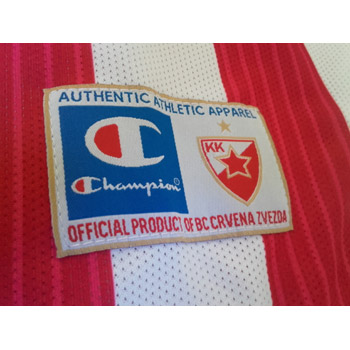 AUTHENTIC ATHLETIC APPAREL
KK
Champion
OFFICIAL PRODUCT OF BC CRVENA ZVEZDA